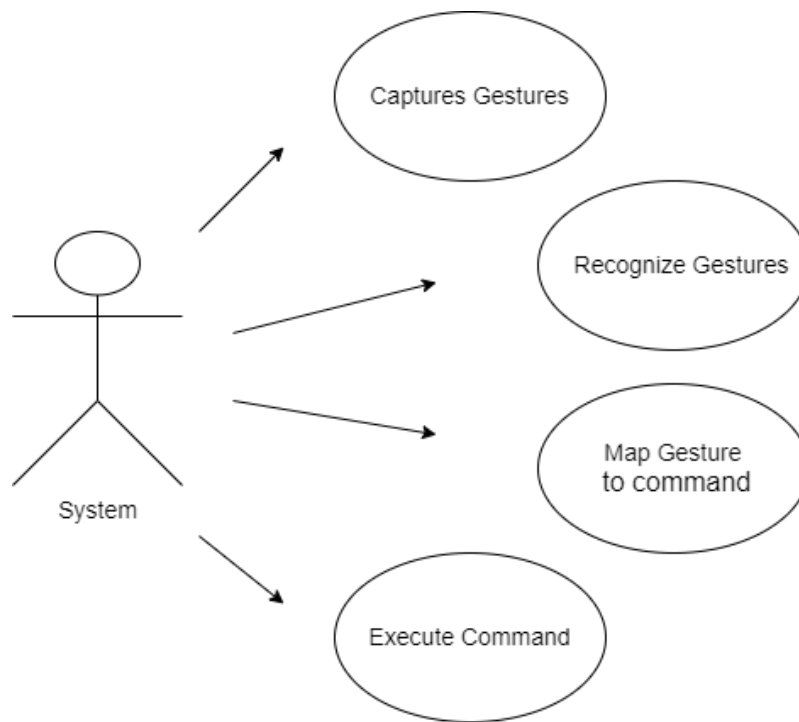 Captures Gestures
Recognize Gestures
Map Gesture
to command
System
Execute Command